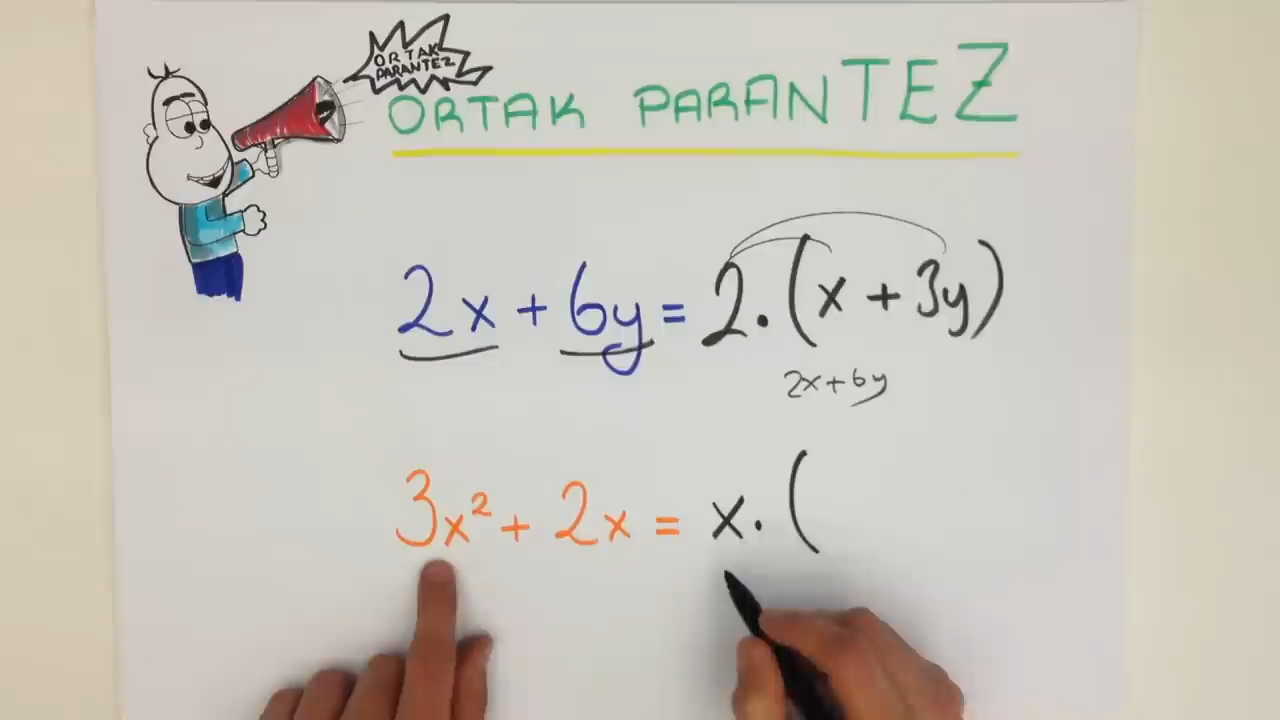 ORTAK
PARANTEZ
ORTAK PARANTEZ
2x + 6y = 2.(x + 3y)
2x+6y
3x² + 2x = x.(